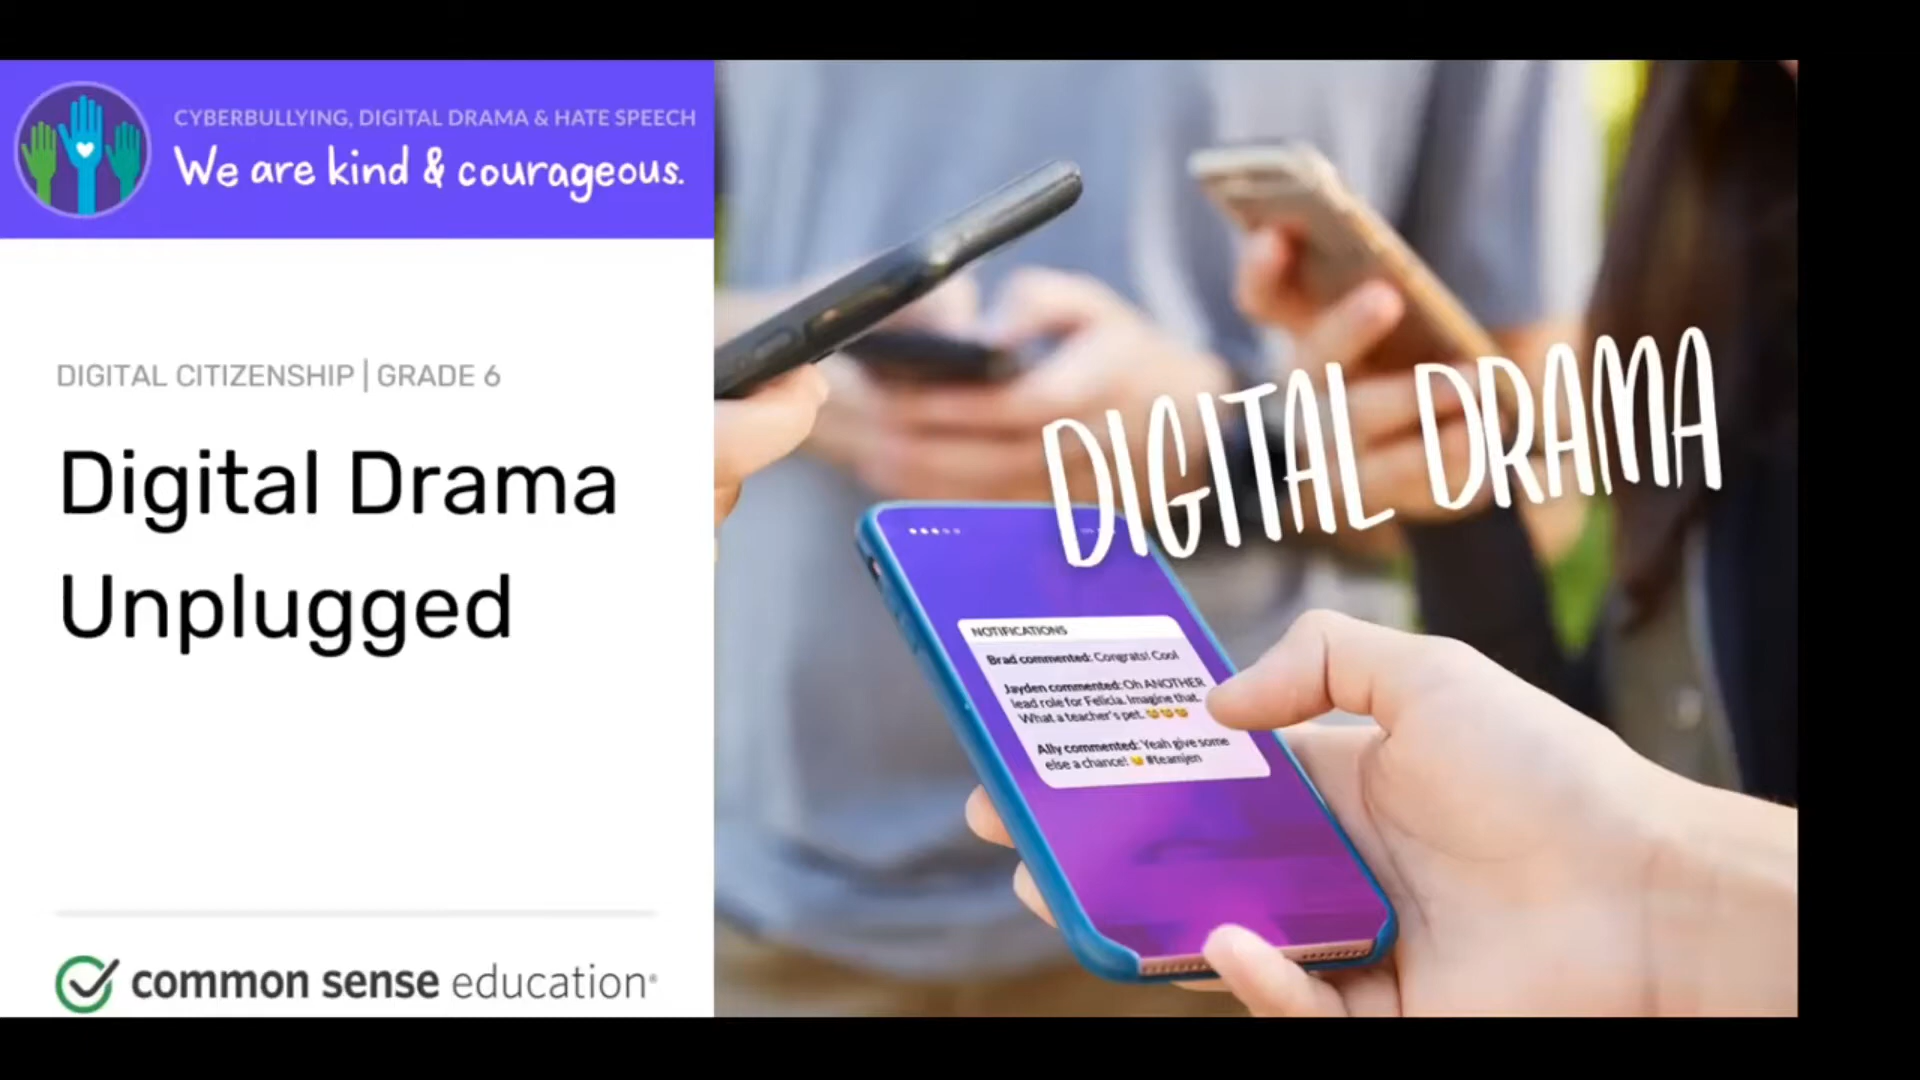 CYBERBULLYING, DIGITAL DRAMA & HATE SPEECH
We are kind & courageous.
DIGITAL CITIZENSHIP | GRADE 6
Digital Drama
Unplugged
common sense education®
DIGITAL DRAMA
NOTIFICATIONS
Brad commented: Congrats! Cool
Jayden commented: Oh ANOTHER
lead role for Felicia. Imagine that.
What a teacher's pet. 😺😺😺
Ally commented: Yeah give some
else a chance! 😺 #teamjen